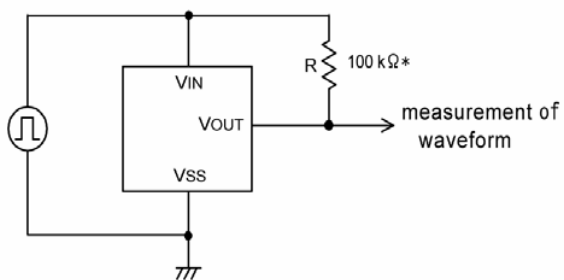 R 100 kΩ*
VIN
VOUT
measurement of
waveform
VSS